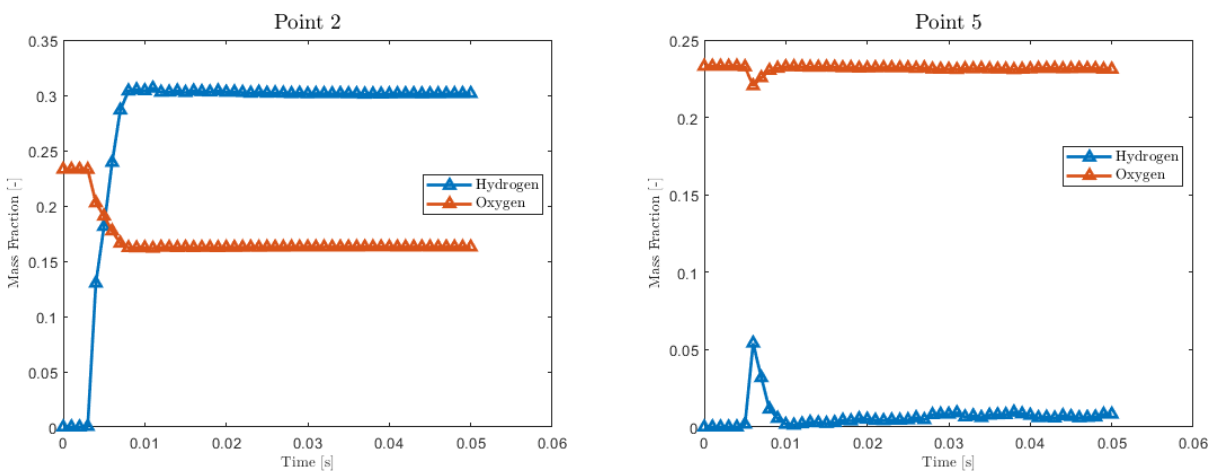 Point 2
Mass Fraction [-]
0.35
0.3
0.25
0.2
0.15
0.1
0.05
0
Hydrogen
Oxygen
0 0.01 0.02 0.03 0.04 0.05 0.06
Time [s]
Point 5
Mass Fraction [-]
0.25
0.2
0.15
0.1
0.05
0
Hydrogen
Oxygen
0 0.01 0.02 0.03 0.04 0.05 0.06
Time [s]